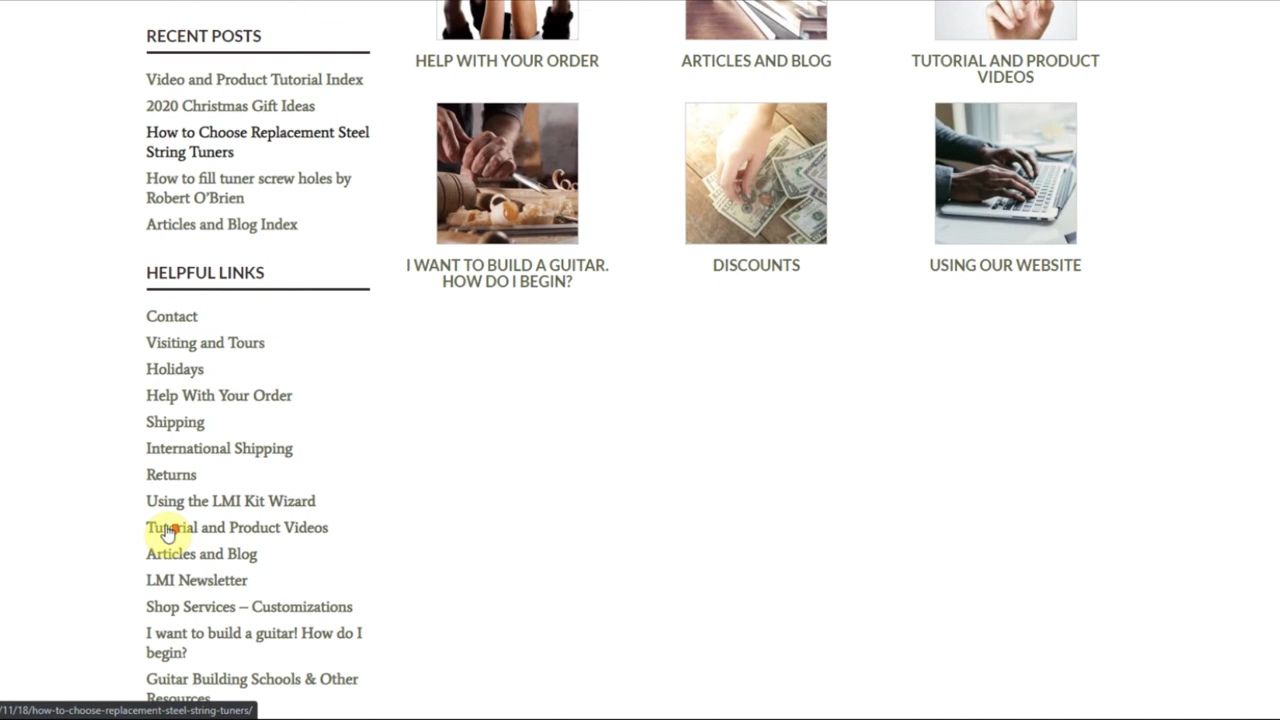 RECENT POSTS
Video and Product Tutorial Index
2020 Christmas Gift Ideas
How to Choose Replacement Steel
String Tuners
How to fill tuner screw holes by
Robert O'Brien
Articles and Blog Index
HELPFUL LINKS
Contact
Visiting and Tours
Holidays
Help With Your Order
Shipping
International Shipping
Returns
Using the LMI Kit Wizard
Tutorial and Product Videos
Articles and Blog
LMI Newsletter
Shop Services – Customizations
I want to build a guitar! How do I
begin?
Guitar Building Schools & Other
Resources
HELP WITH YOUR ORDER
ARTICLES AND BLOG
TUTORIAL AND PRODUCT
VIDEOS
I WANT TO BUILD A GUITAR.
HOW DO I BEGIN?
DISCOUNTS
USING OUR WEBSITE
/11/18/how-to-choose-replacement-steel-string-tuners/